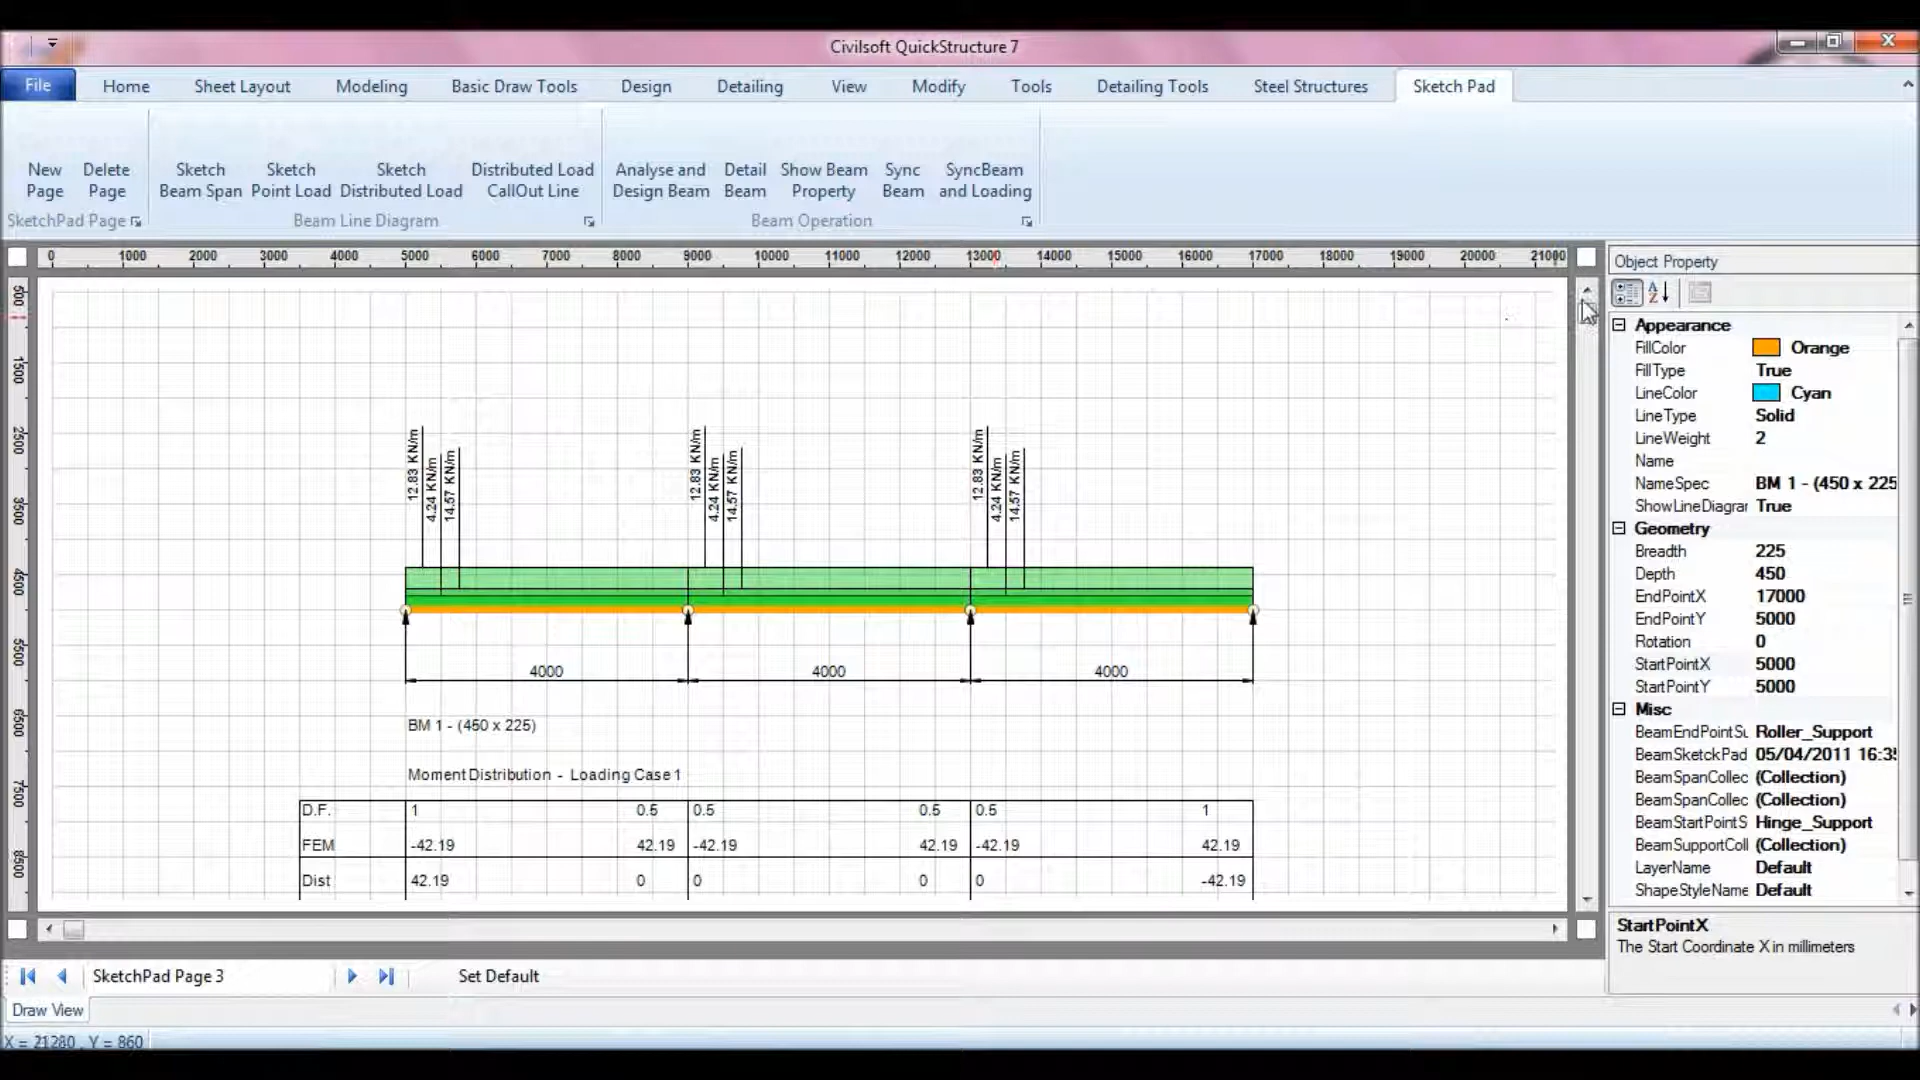 Civilsoft QuickStructure 7
File Home Sheet Layout Modeling Basic Draw Tools Design Detailing View Modify Tools Detailing Tools Steel Structures Sketch Pad
New Page
Delete Page
Sketch Beam Span
Sketch Point Load
Sketch Distributed Load
Distributed Load CallOut Line
Analyse and Design Beam
Detail Beam
Show Beam Property
Sync Beam
SyncBeam and Loading
SketchPad Page Beam Line Diagram Beam Operation
0 1000 2000 3000 4000 5000 6000 7000 8000 9000 10000 11000 12000 13000 14000 15000 16000 17000 18000 19000 20000 21000
500
1500
2500
3500
4500
5500
6500
7500
8500
12.83 KN/m
4.24 KN/m
14.57 KN/m
12.83 KN/m
4.24 KN/m
14.57 KN/m
12.83 KN/m
4.24 KN/m
14.57 KN/m
4000 4000 4000
BM 1 - (450 x 225)
Moment Distribution - Loading Case 1
D.F. 1 0.5 0.5 0.5 0.5 1
FEM -42.19 42.19 -42.19 42.19 -42.19 42.19
Dist 42.19 0 0 0 0 -42.19
Object Property
Appearance
FillColor Orange
FillType True
LineColor Cyan
LineType Solid
LineWeight 2
Name
NameSpec BM 1 - (450 x 225
ShowLineDiagrar True
Geometry
Breadth 225
Depth 450
EndPointX 17000
EndPointY 5000
Rotation 0
StartPointX 5000
StartPointY 5000
Misc
BeamEndPointSu Roller_Support
BeamSketckPad 05/04/2011 16:35
BeamSpanCollec (Collection)
BeamSpanCollec (Collection)
BeamStartPointS Hinge_Support
BeamSupportColl (Collection)
LayerName Default
ShapeStyleName Default
StartPointX
The Start Coordinate X in millimeters
SketchPad Page 3 Set Default
Draw View
X = 21280 , Y = 860